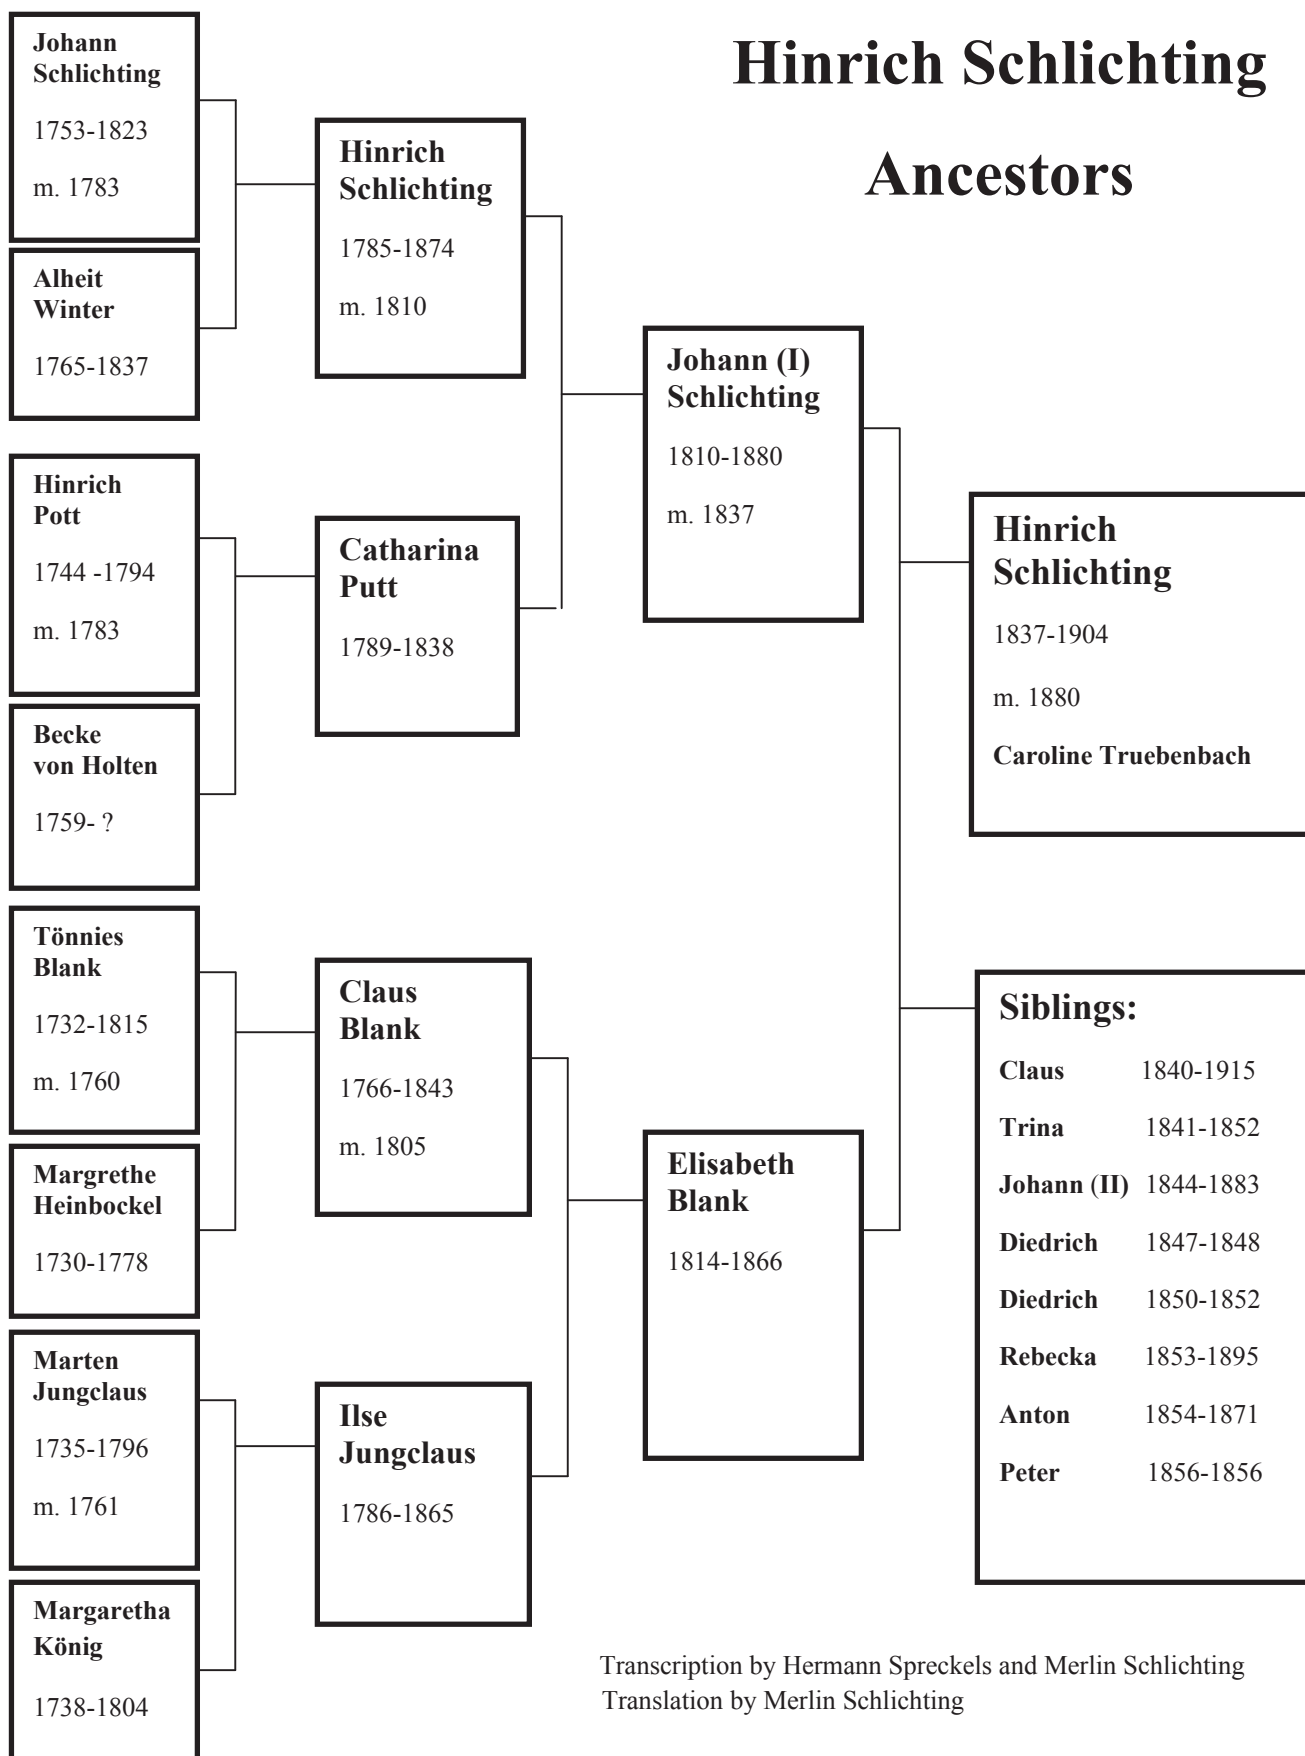 Hinrich Schlichting
Ancestors
Johann
Schlichting
1753-1823
m. 1783
Alheit
Winter
1765-1837
Hinrich
Pott
1744 -1794
m. 1783
Becke
von Holten
1759- ?
Tönnies
Blank
1732-1815
m. 1760
Margrethe
Heinbockel
1730-1778
Marten
Jungclaus
1735-1796
m. 1761
Margaretha
König
1738-1804
Hinrich
Schlichting
1785-1874
m. 1810
Catharina
Putt
1789-1838
Claus
Blank
1766-1843
m. 1805
Ilse
Jungclaus
1786-1865
Johann (I)
Schlichting
1810-1880
m. 1837
Elisabeth
Blank
1814-1866
Hinrich
Schlichting
1837-1904
m. 1880
Caroline Truebenbach
Siblings:
Claus 1840-1915
Trina 1841-1852
Johann (II) 1844-1883
Diedrich 1847-1848
Diedrich 1850-1852
Rebecka 1853-1895
Anton 1854-1871
Peter 1856-1856
Transcription by Hermann Spreckels and Merlin Schlichting
Translation by Merlin Schlichting